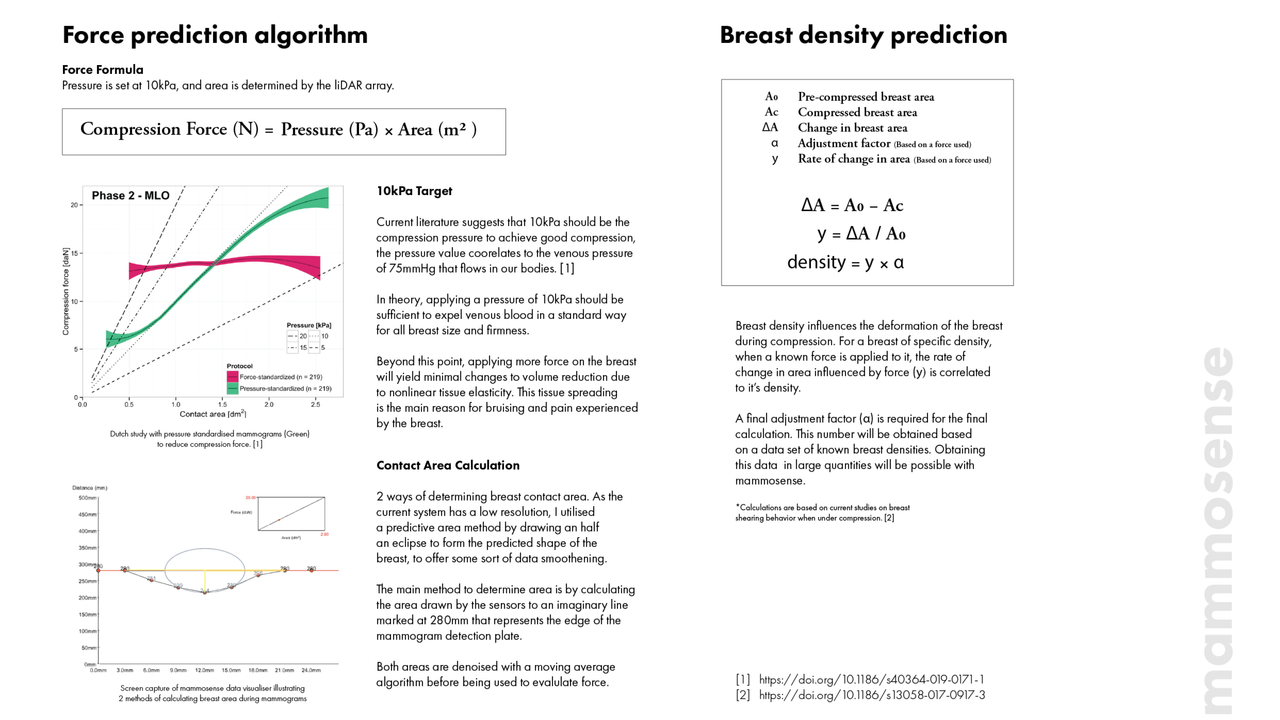 Force prediction algorithm
Force Formula
Pressure is set at 10kPa, and area is determined by the liDAR array.
Compression Force (N) = Pressure (Pa) × Area (m²)
Phase 2 - MLO
Compression force [daN]
20
15
10
5
0
0.0 0.5 1.0 1.5 2.0 2.5
Contact area [dm²]
Pressure [kPa]
20 10
15 5
Protocol
Force-standardized (n = 219)
Pressure-standardized (n = 219)
Dutch study with pressure standardised mammograms (Green)
to reduce compression force. [1]
Distance (mm)
500mm
450mm
400mm
350mm
300mm
250mm
200mm
150mm
100mm
50mm
0mm
0.0mm 3.0mm 6.0mm 9.0mm 12.0mm 15.0mm 18.0mm 21.0mm 24.0mm
Force (daN)
Area (dm²)
2.00
Screen capture of mammosense data visualiser illustrating
2 methods of calculating breast area during mammograms
10kPa Target
Current literature suggests that 10kPa should be the
compression pressure to achieve good compression,
the pressure value coorelates to the venous pressure
of 75mmHg that flows in our bodies. [1]
In theory, applying a pressure of 10kPa should be
sufficient to expel venous blood in a standard way
for all breast size and firmness.
Beyond this point, applying more force on the breast
will yield minimal changes to volume reduction due
to nonlinear tissue elasticity. This tissue spreading
is the main reason for bruising and pain experienced
by the breast.
Contact Area Calculation
2 ways of determining breast contact area. As the
current system has a low resolution, I utilised
a predictive area method by drawing an half
an eclipse to form the predicted shape of the
breast, to offer some sort of data smoothening.
The main method to determine area is by calculating
the area drawn by the sensors to an imaginary line
marked at 280mm that represents the edge of the
mammogram detection plate.
Both areas are denoised with a moving average
algorithm before being used to evalulate force.
Breast density prediction
A0 Pre-compressed breast area
Ac Compressed breast area
ΔA Change in breast area
α Adjustment factor (Based on a force used)
y Rate of change in area (Based on a force used)
ΔA = A0 – Ac
y = ΔA / A0
density = y × α
Breast density influences the deformation of the breast
during compression. For a breast of specific density,
when a known force is applied to it, the rate of
change in area influenced by force (y) is correlated
to it's density.
A final adjustment factor (α) is required for the final
calculation. This number will be obtained based
on a data set of known breast densities. Obtaining
this data in large quantities will be possible with
mammosense.
*Calculations are based on current studies on breast
shearing behavior when under compression. [2]
[1] https://doi.org/10.1186/s40364-019-0171-1
[2] https://doi.org/10.1186/s13058-017-0917-3
mammosense